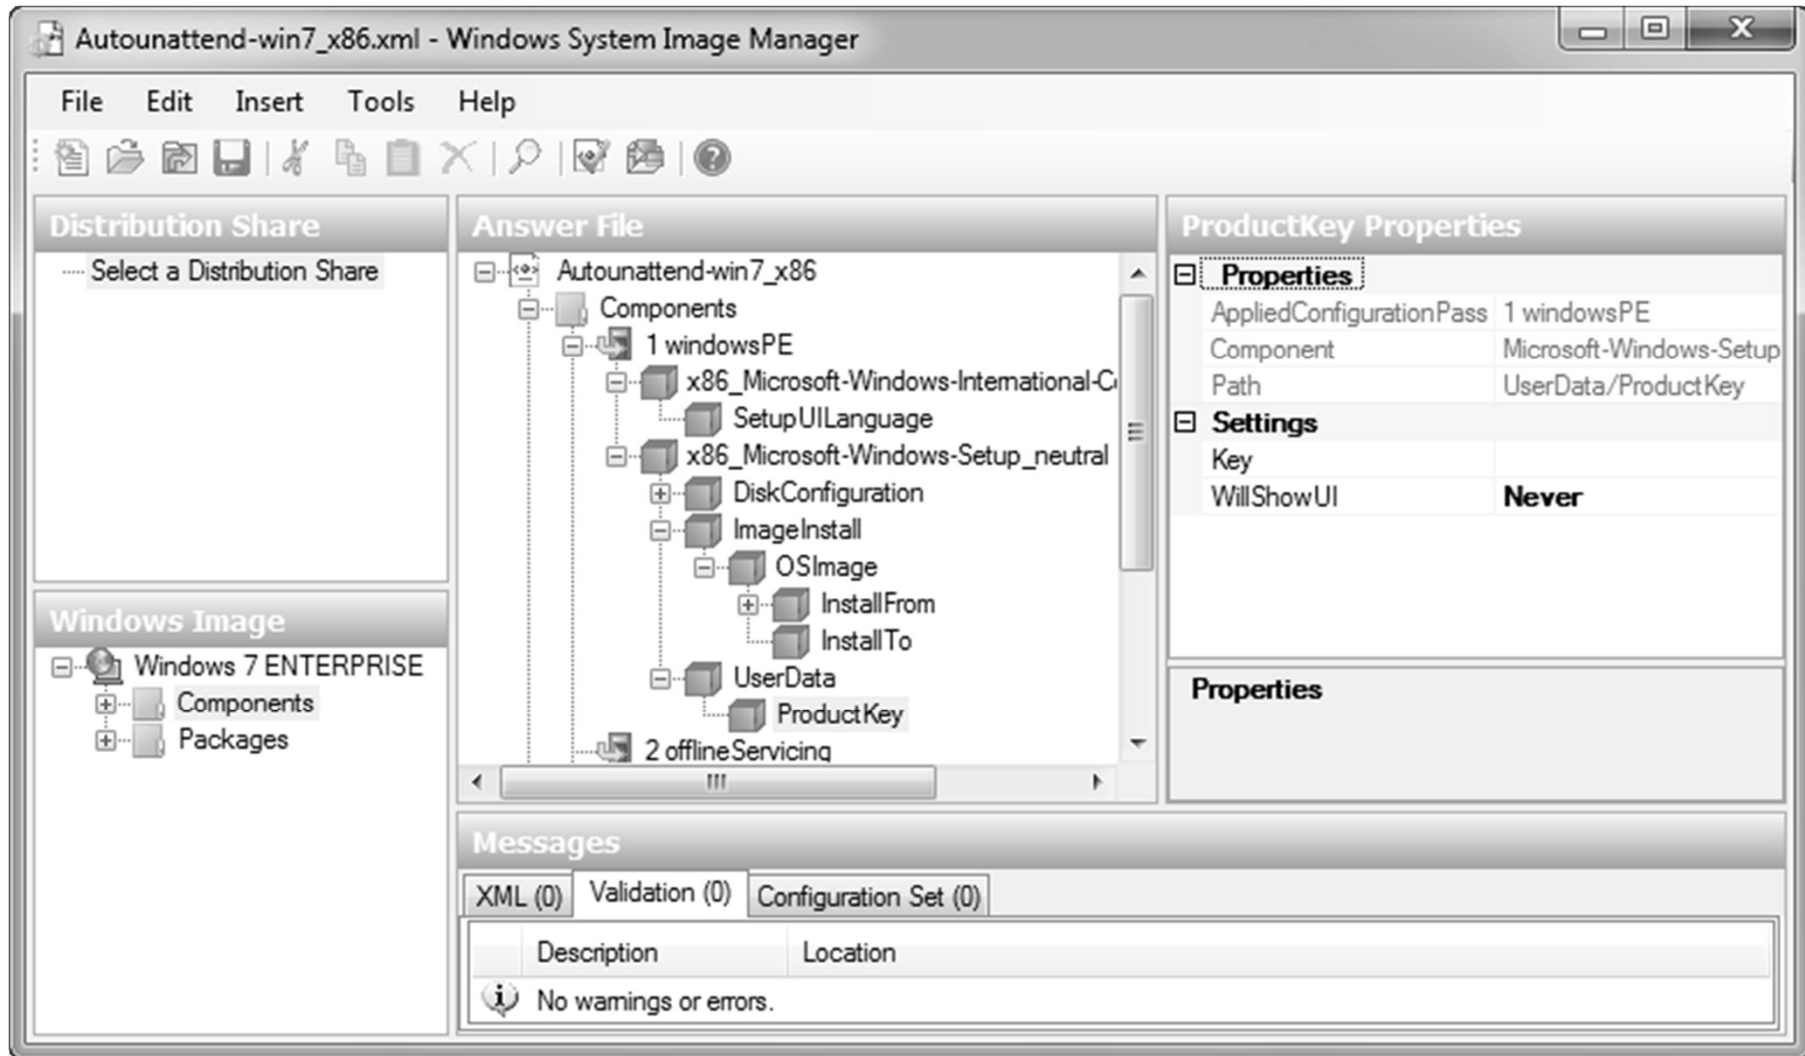 Autounattend-win7_x86.xml - Windows System Image Manager
File Edit Insert Tools Help
Distribution Share
Select a Distribution Share
Windows Image
Windows 7 ENTERPRISE
Components
Packages
Answer File
Autounattend-win7_x86
Components
1 windowsPE
x86_Microsoft-Windows-International-C
SetupUILanguage
x86_Microsoft-Windows-Setup_neutral
DiskConfiguration
ImageInstall
OSImage
InstallFrom
InstallTo
UserData
ProductKey
2 offlineServicing
ProductKey Properties
Properties
AppliedConfigurationPass 1 windowsPE
Component Microsoft-Windows-Setup
Path UserData/ProductKey
Settings
Key
WillShowUI Never
Properties
Messages
XML (0) Validation (0) Configuration Set (0)
Description Location
No warnings or errors.